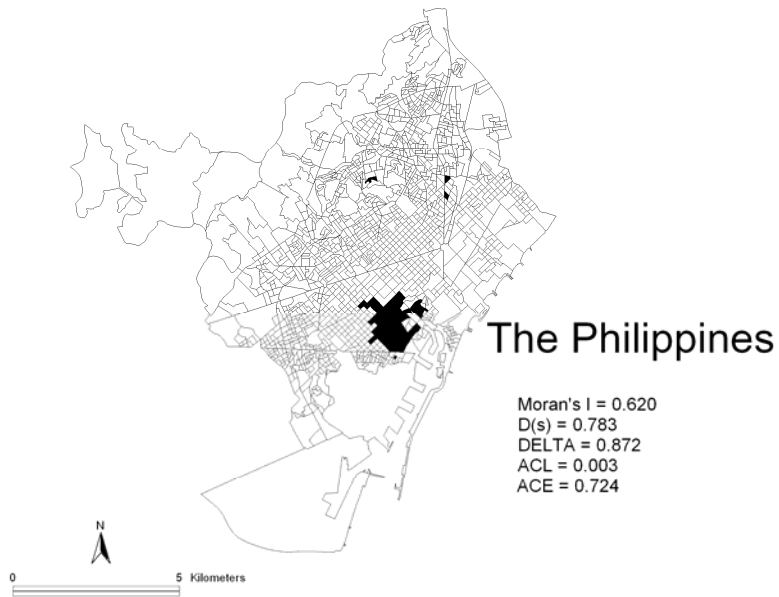 The Philippines
Moran's I = 0.620
D(s) = 0.783
DELTA = 0.872
ACL = 0.003
ACE = 0.724
N
0 5 Kilometers